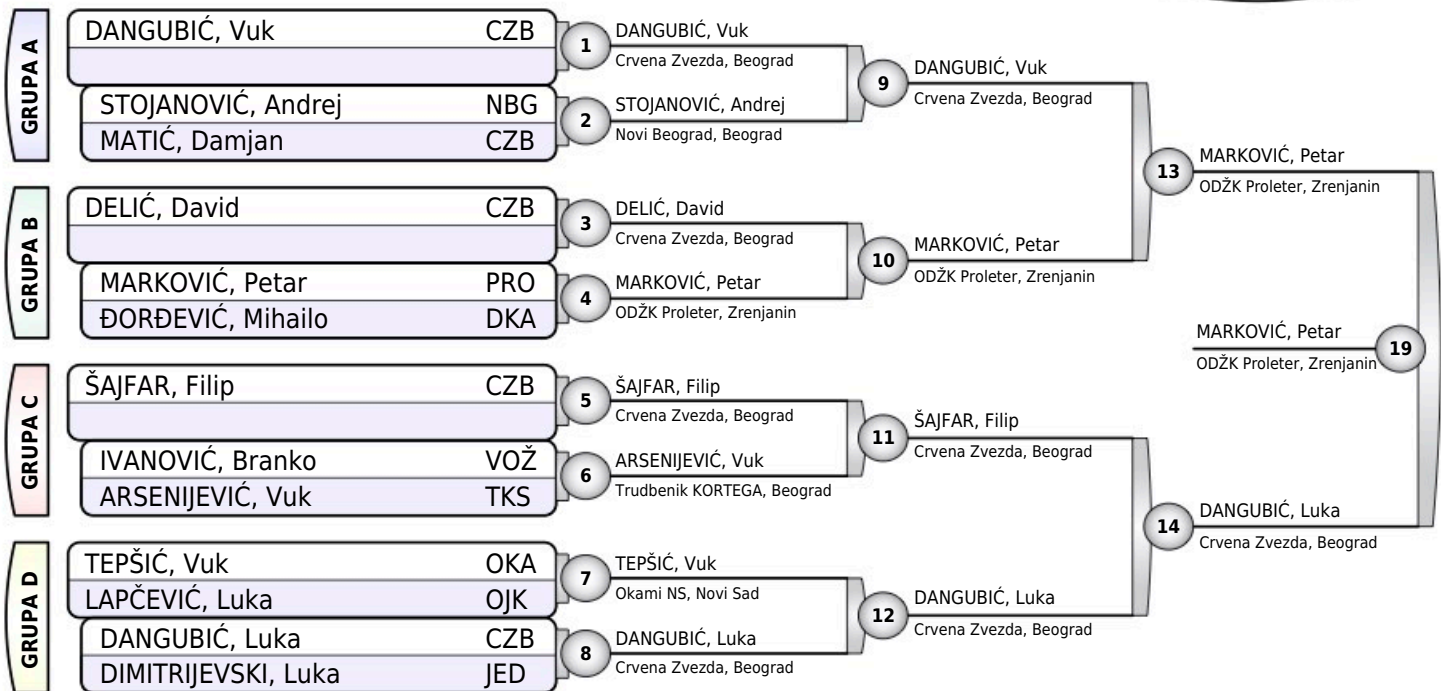 GRUPA A
DANGUBIĆ, Vuk CZB
STOJANOVIĆ, Andrej NBG
MATIĆ, Damjan CZB
GRUPA B
DELIĆ, David CZB
MARKOVIĆ, Petar PRO
ĐORĐEVIĆ, Mihailo DKA
GRUPA C
ŠAJFAR, Filip CZB
IVANOVIĆ, Branko VOŽ
ARSENIJEVIĆ, Vuk TKS
GRUPA D
TEPŠIĆ, Vuk OKA
LAPČEVIĆ, Luka OJK
DANGUBIĆ, Luka CZB
DIMITRIJEVSKI, Luka JED
1
DANGUBIĆ, Vuk
Crvena Zvezda, Beograd
2
STOJANOVIĆ, Andrej
Novi Beograd, Beograd
3
DELIĆ, David
Crvena Zvezda, Beograd
4
MARKOVIĆ, Petar
ODŽK Proleter, Zrenjanin
5
ŠAJFAR, Filip
Crvena Zvezda, Beograd
6
ARSENIJEVIĆ, Vuk
Trudbenik KORTEGA, Beograd
7
TEPŠIĆ, Vuk
Okami NS, Novi Sad
8
DANGUBIĆ, Luka
Crvena Zvezda, Beograd
9
DANGUBIĆ, Vuk
Crvena Zvezda, Beograd
10
MARKOVIĆ, Petar
ODŽK Proleter, Zrenjanin
11
ŠAJFAR, Filip
Crvena Zvezda, Beograd
12
DANGUBIĆ, Luka
Crvena Zvezda, Beograd
13
MARKOVIĆ, Petar
ODŽK Proleter, Zrenjanin
14
DANGUBIĆ, Luka
Crvena Zvezda, Beograd
MARKOVIĆ, Petar
ODŽK Proleter, Zrenjanin
19